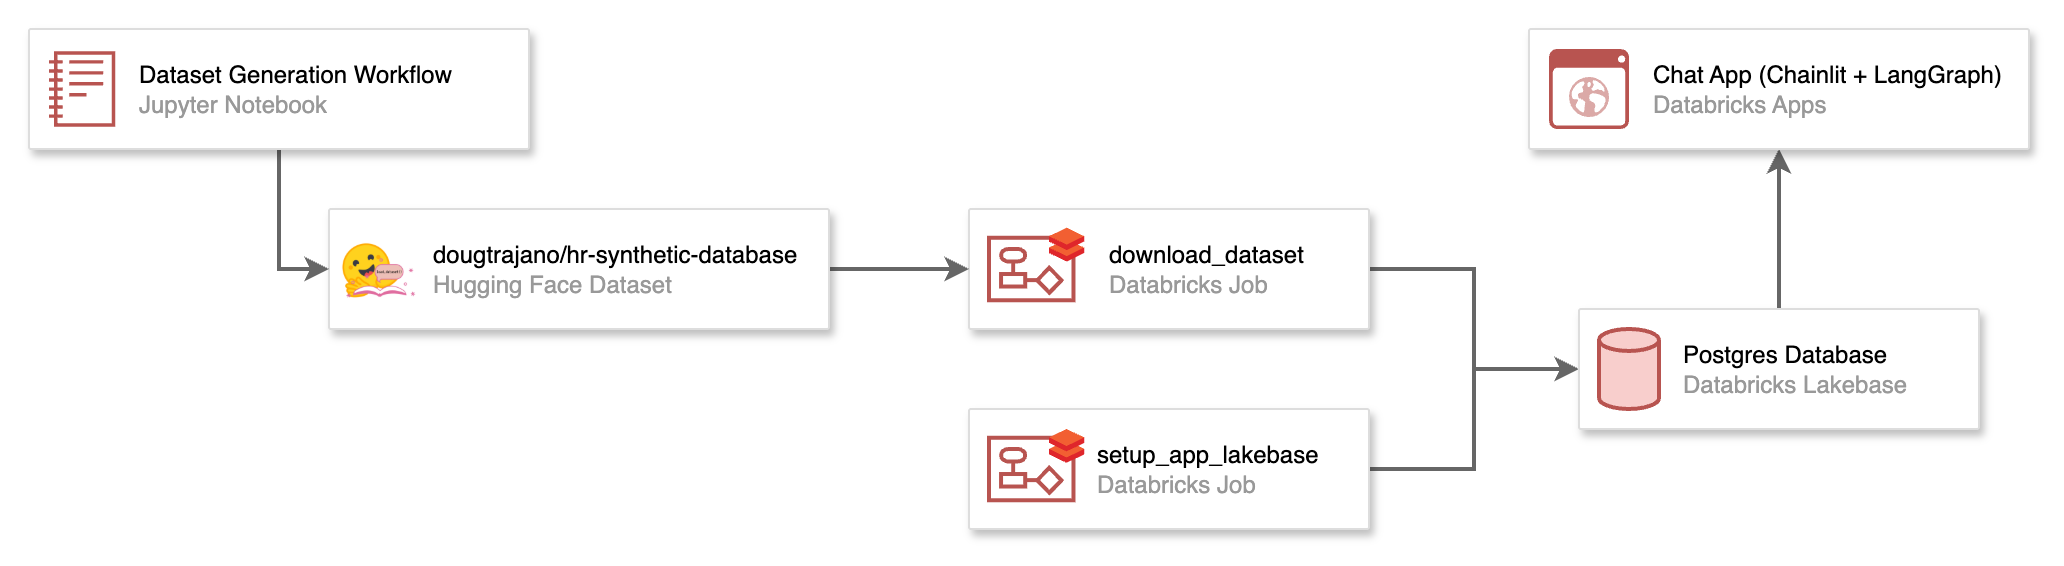 Dataset Generation Workflow
Jupyter Notebook
Chat App (Chainlit + LangGraph)
Databricks Apps
dougtrajano/hr-synthetic-database
Hugging Face Dataset
download_dataset
Databricks Job
Postgres Database
Databricks Lakebase
setup_app_lakebase
Databricks Job